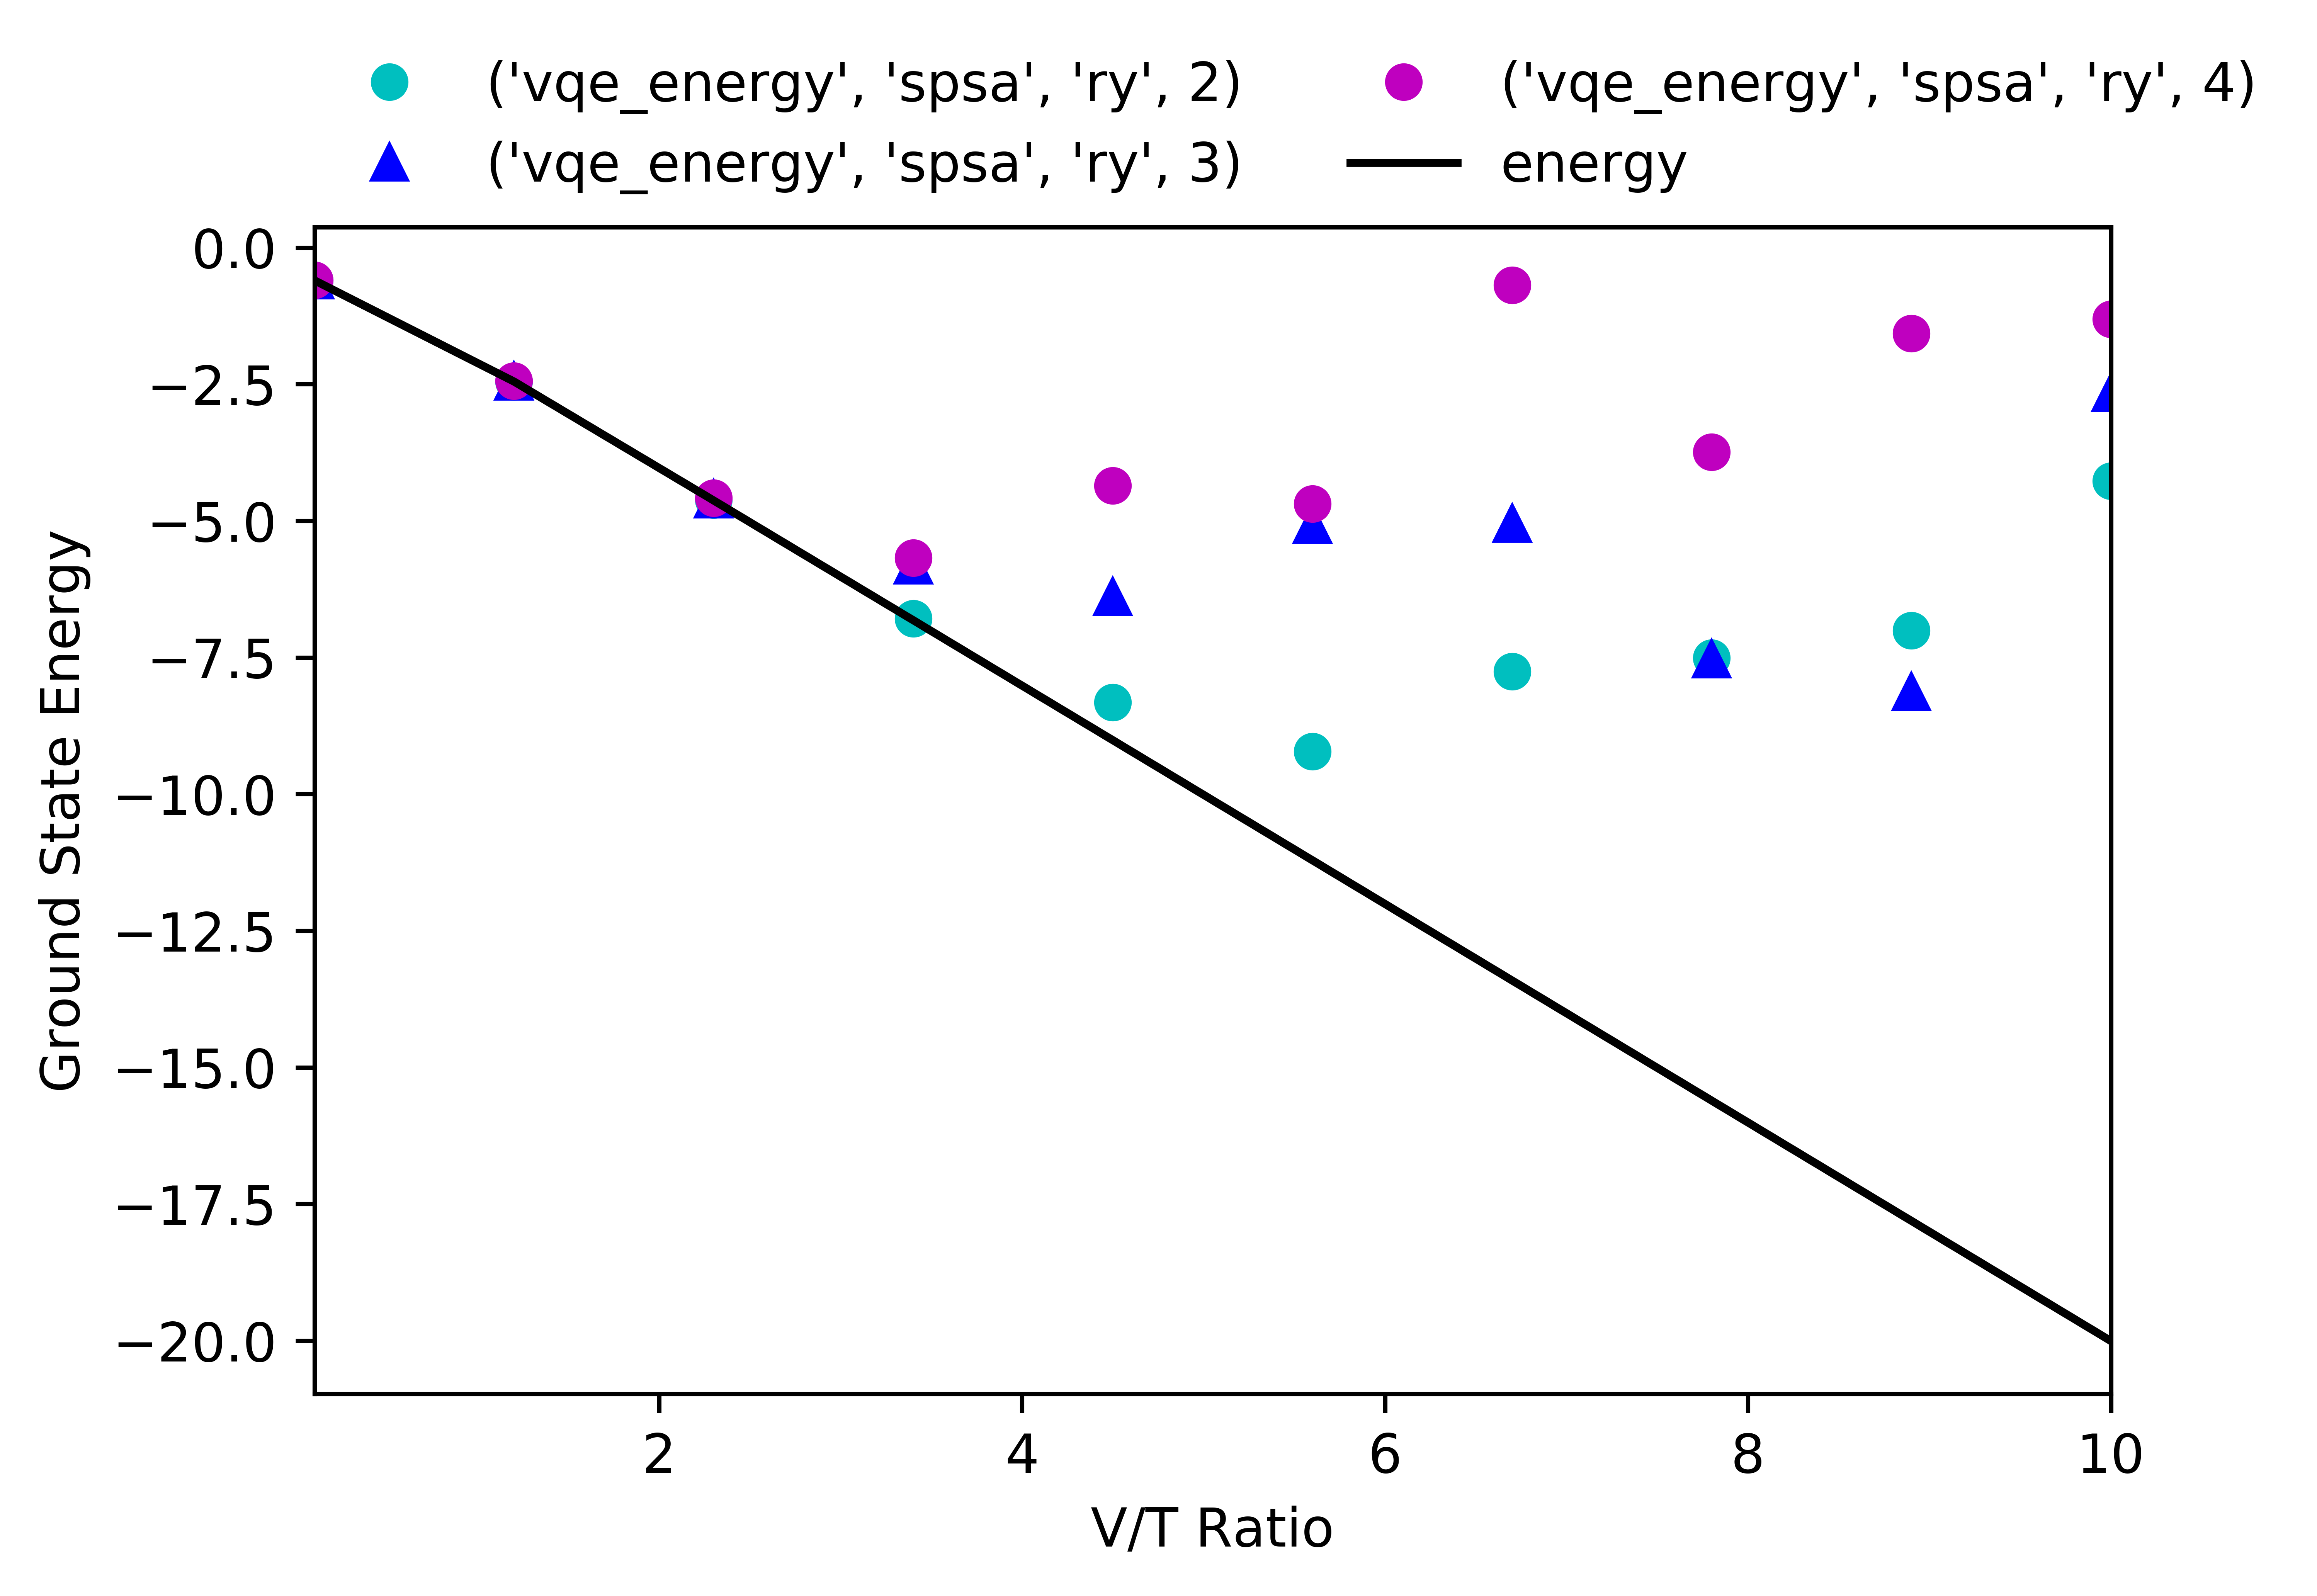 ('vqe_energy', 'spsa', 'ry', 2)
('vqe_energy', 'spsa', 'ry', 3)
('vqe_energy', 'spsa', 'ry', 4)
energy
0.0
−2.5
−5.0
−7.5
−10.0
−12.5
−15.0
−17.5
−20.0
Ground State Energy
2
4
6
8
10
V/T Ratio